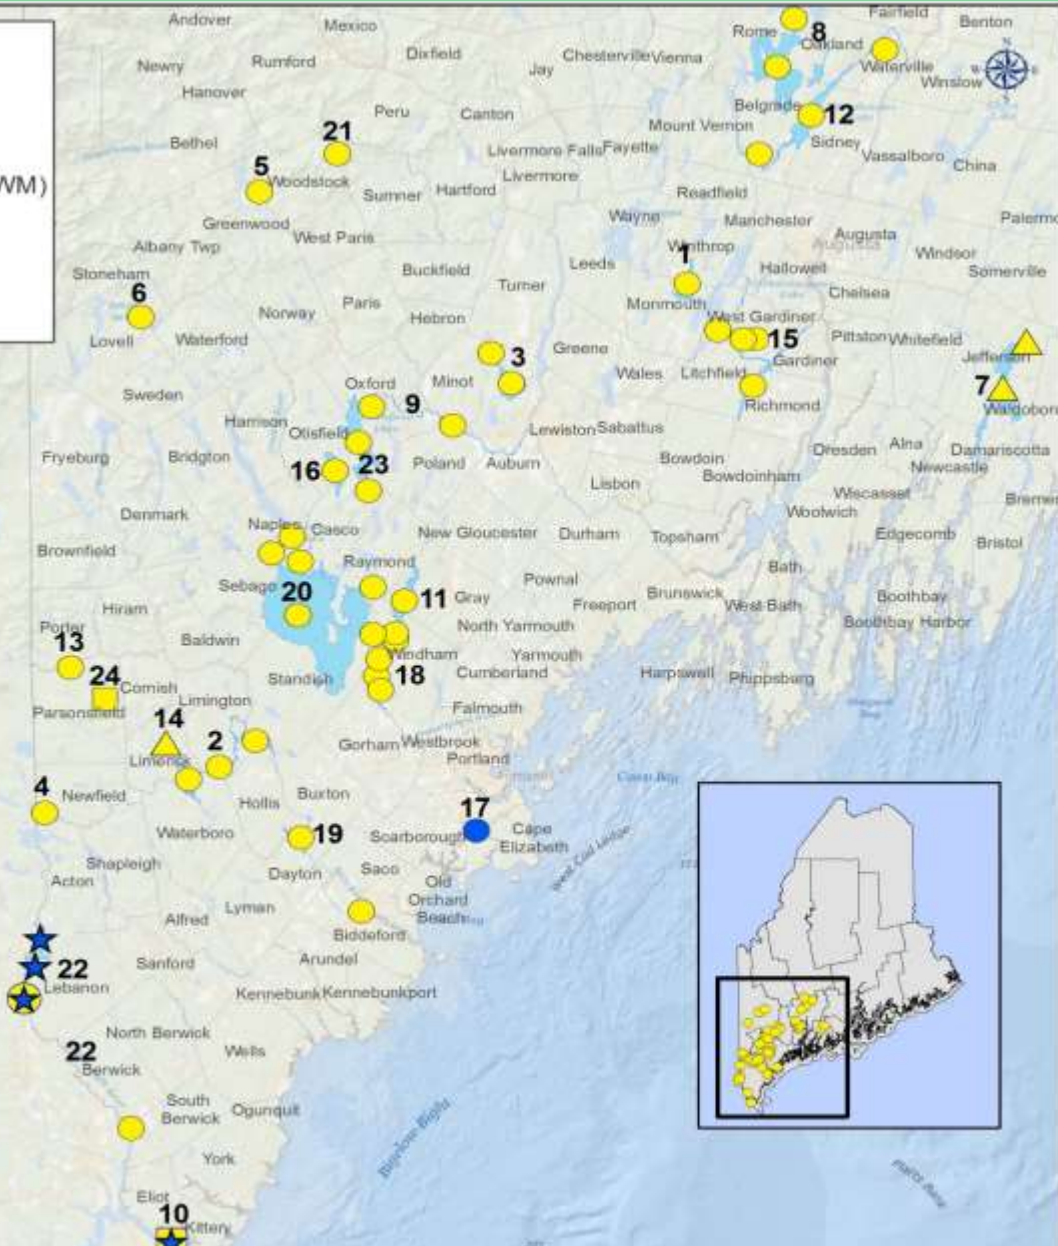 Andover
Mexico
Fairfield
Benton
Rome
8
Oakland
Dixfield
Chesterville
Vienna
Newry
Rumford
Jay
Waterville
Winslow
Hanover
Peru
Canton
Belgrade
12
Mount Vernon
21
Bethel
Livermore Falls
Fayette
Sidney
Vassalboro
China
WM)
5
Woodstock
Sumner
Hartford
Livermore
Readfield
Greenwood
West Paris
Wayne
Manchester
Palermo
Albany Twp
Winthrop
Augusta
Augusta
1
Windsor
Stoneham
Buckfield
Leeds
Hallowell
Somerville
6
Turner
Chelsea
Norway
Paris
Hebron
Monmouth
West Gardiner
Lovell
Waterford
Greene
15
Pittston
Whitefield
3
Gardiner
Jefferson
Sweden
Oxford
Minot
Wales
Litchfield
7
9
Richmond
Waldobor
Harrison
Otisfield
Lewiston
Sabattus
Fryeburg
Bridgton
16
23
Poland
Auburn
Bowdoin
Dresden
Alna
Damariscotta
Newcastle
Lisbon
Bowdoinham
Wiscasset
Bremen
Denmark
Woolwich
Naples
Casco
New Gloucester
Durham
Topsham
Edgecomb
Bristol
Brownfield
Raymond
Bath
Sebago
20
Pownal
Brunswick
11
Gray
Freeport
West Bath
Boothbay
Hiram
Porter
North Yarmouth
Boothbay Harbor
13
Baldwin
Windham
Yarmouth
24
Cornish
Standish
18
Cumberland
Harpswell
Phippsburg
Parsonsfield
Limington
Falmouth
14
2
Gorham
Westbrook
Limerick
Portland
Casco Bay
4
Newfield
Hollis
Buxton
17
Waterboro
19
Scarborough
Cape
Elizabeth
Shapleigh
Dayton
Saco
Acton
Old
Orchard
Beach
Alfred
Lyman
Biddeford
22
Sanford
Arundel
Lebanon
Kennebunk
Kennebunkport
North Berwick
22
Wells
Berwick
South
Berwick
Ogunquit
Bigelow Bight
York
Eliot
10
Kittery